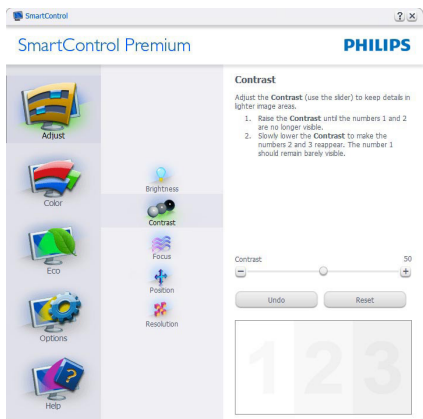 SmartControl
SmartControl Premium
PHILIPS
Adjust
Color
Eco
Options
Help
Brightness
Contrast
Focus
Position
Resolution
Contrast
Adjust the Contrast (use the slider) to keep details in
lighter image areas.
1. Raise the Contrast until the numbers 1 and 2
are no longer visible.
2. Slowly lower the Contrast to make the
numbers 2 and 3 reappear. The number 1
should remain barely visible.
Contrast 50
Undo Reset
1 2 3